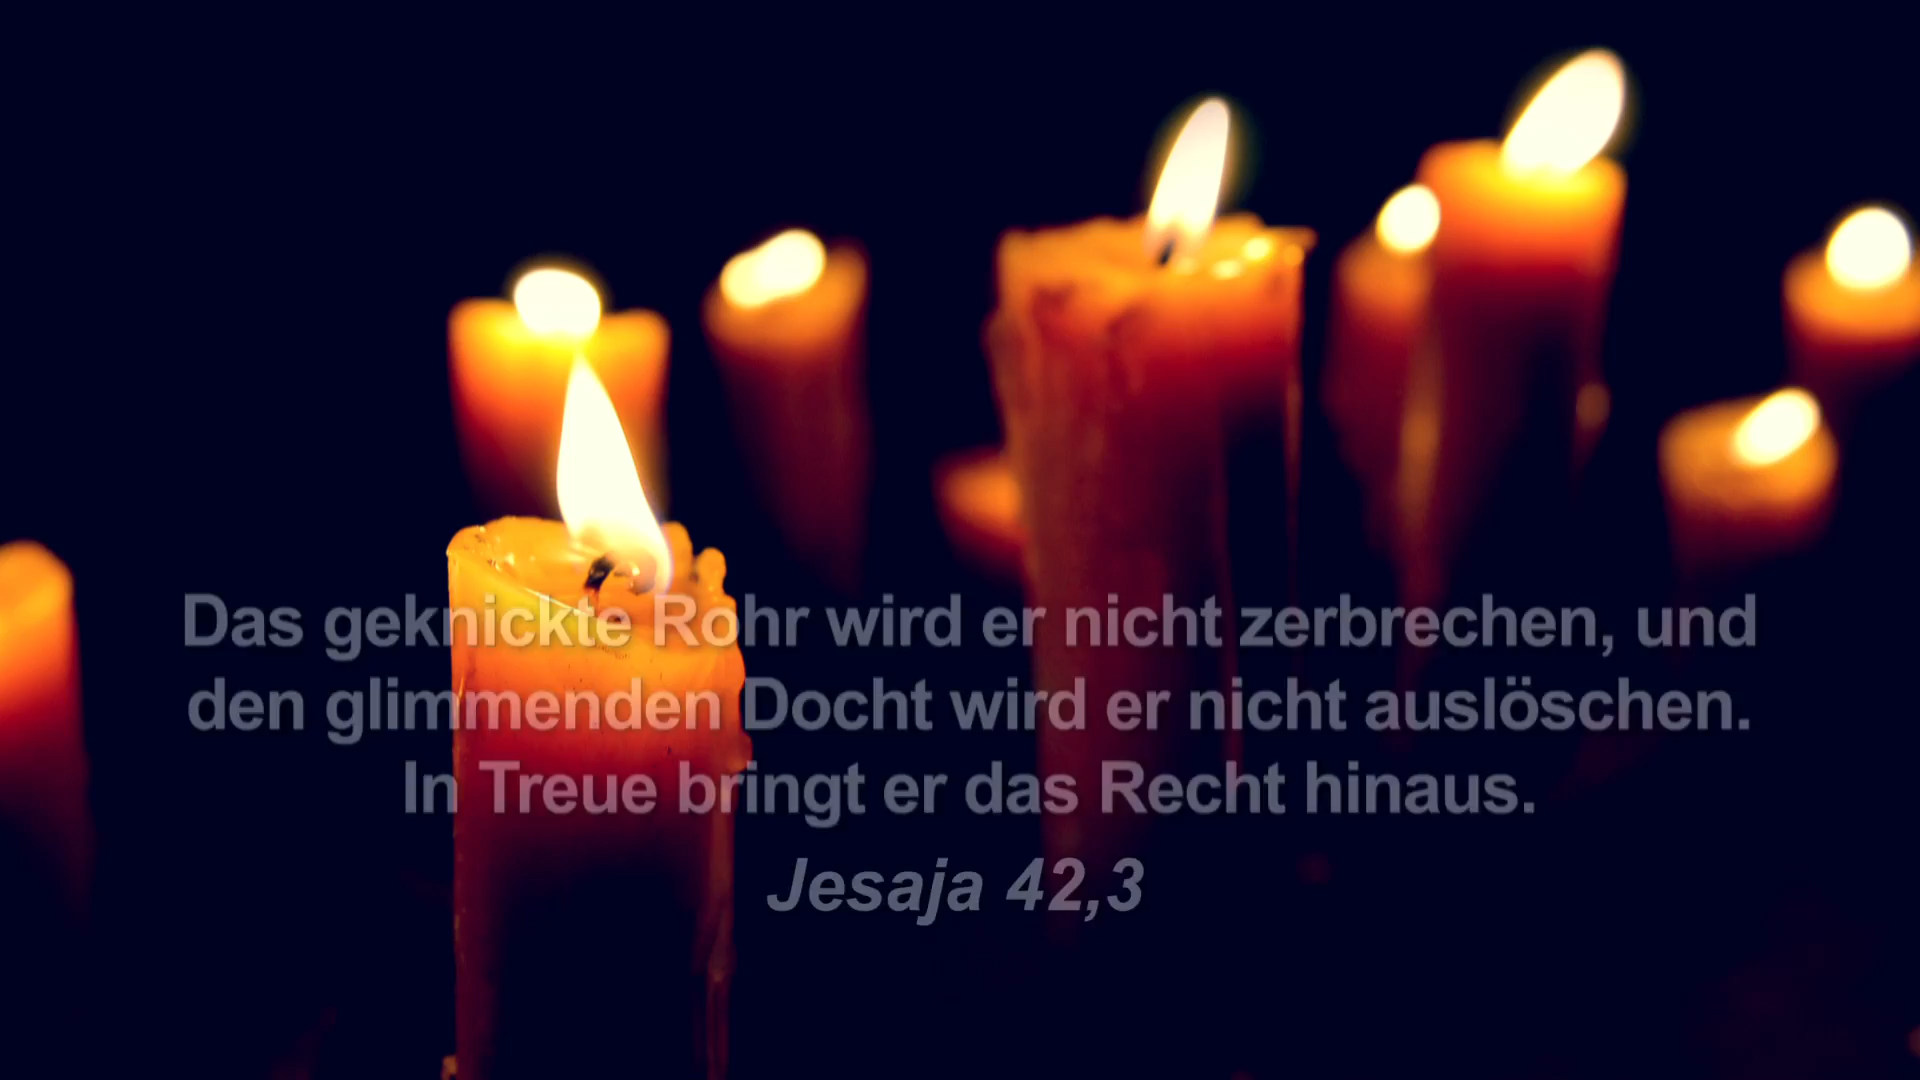 Das geknickte Rohr wird er nicht zerbrechen, und
den glimmenden Docht wird er nicht auslöschen.
In Treue bringt er das Recht hinaus.
Jesaja 42,3